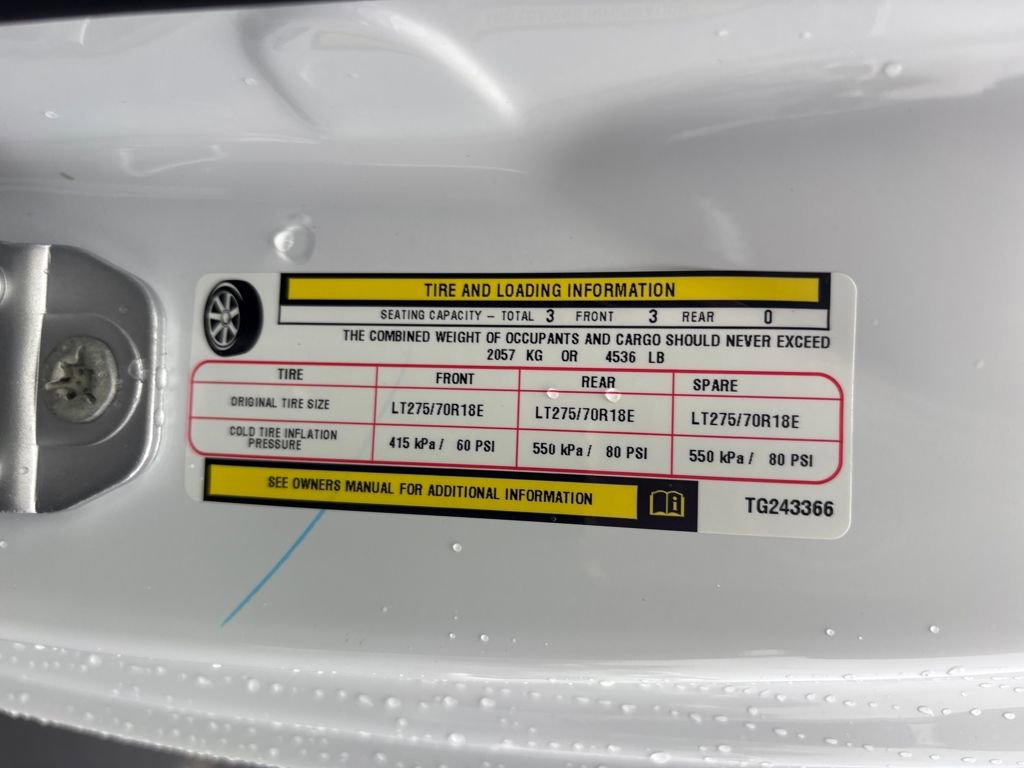 TIRE AND LOADING INFORMATION
SEATING CAPACITY – TOTAL 3 FRONT 3 REAR 0
THE COMBINED WEIGHT OF OCCUPANTS AND CARGO SHOULD NEVER EXCEED
2057 KG OR 4536 LB
TIRE FRONT REAR SPARE
ORIGINAL TIRE SIZE LT275/70R18E LT275/70R18E LT275/70R18E
COLD TIRE INFLATION
PRESSURE 415 kPa / 60 PSI 550 kPa / 80 PSI 550 kPa / 80 PSI
SEE OWNERS MANUAL FOR ADDITIONAL INFORMATION
TG243366